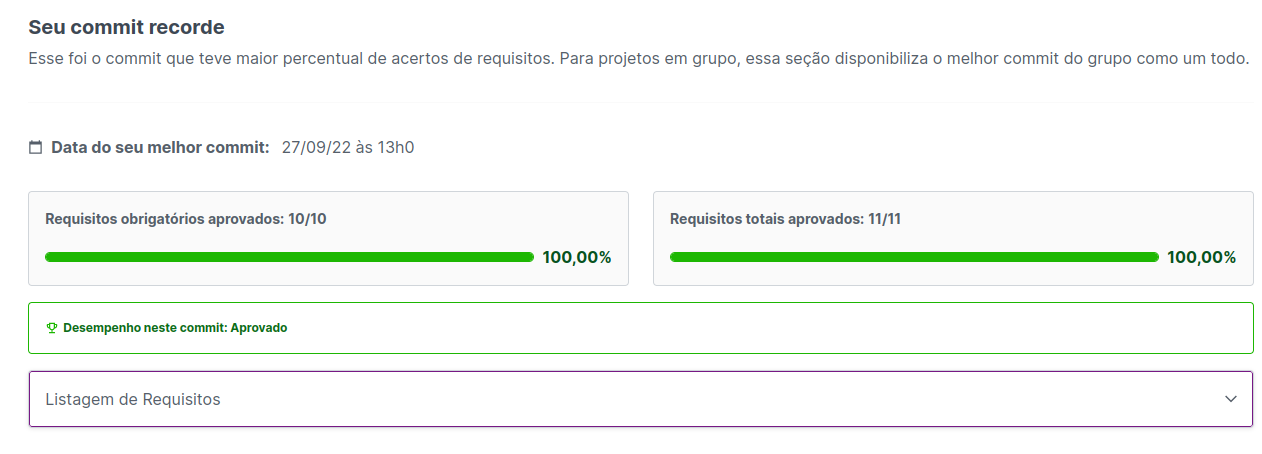 Seu commit recorde
Esse foi o commit que teve maior percentual de acertos de requisitos. Para projetos em grupo, essa seção disponibiliza o melhor commit do grupo como um todo.
Data do seu melhor commit: 27/09/22 às 13h0
Requisitos obrigatórios aprovados: 10/10
100,00%
Requisitos totais aprovados: 11/11
100,00%
Desempenho neste commit: Aprovado
Listagem de Requisitos